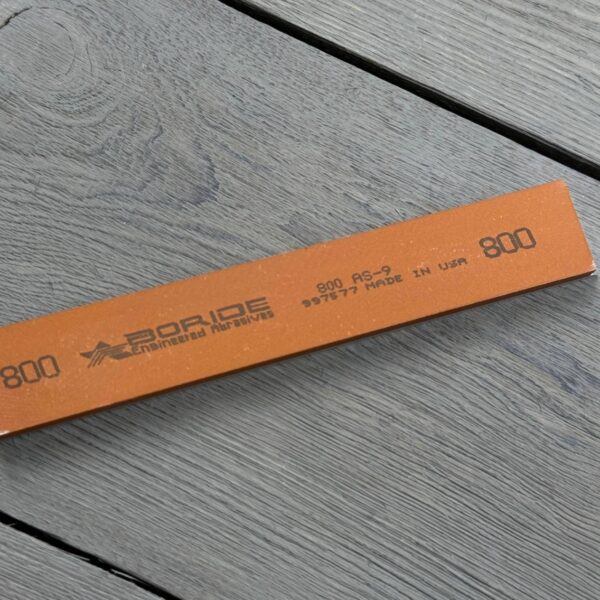 800
BORIDE
Engineered Abrasives
800 AS-9
997577 MADE IN USA
800